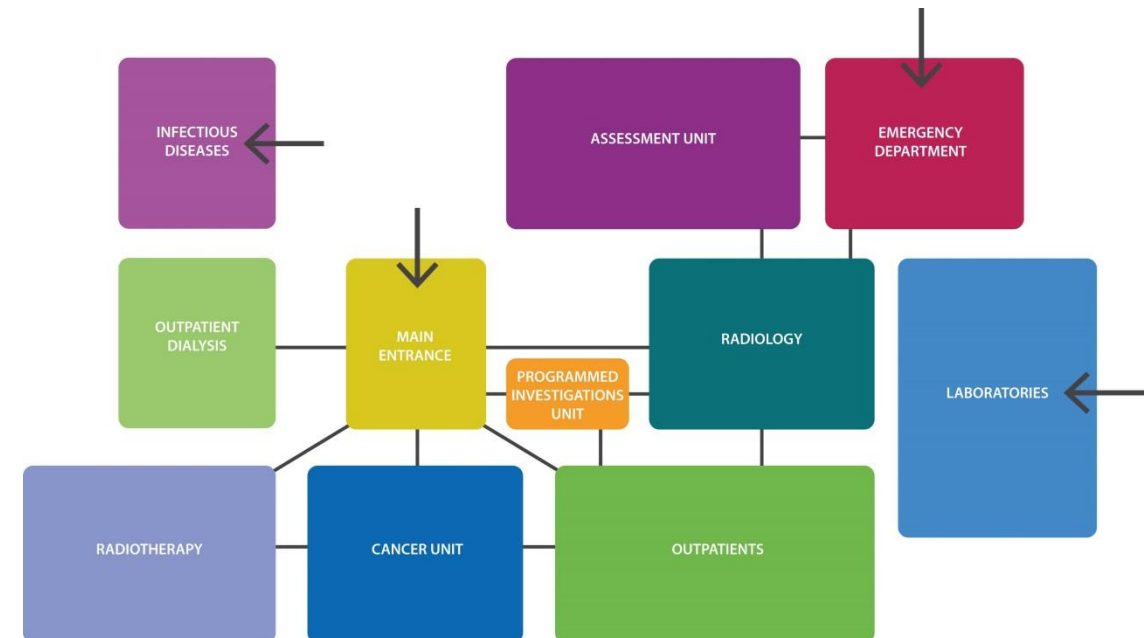 INFECTIOUS
DISEASES
ASSESSMENT UNIT
EMERGENCY
DEPARTMENT
OUTPATIENT
DIALYSIS
MAIN
ENTRANCE
RADIOLOGY
PROGRAMMED
INVESTIGATIONS
UNIT
LABORATORIES
RADIOTHERAPY
CANCER UNIT
OUTPATIENTS